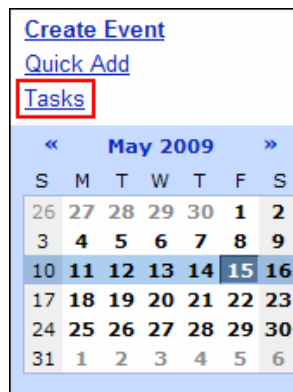 Create Event
Quick Add
Tasks
« May 2009 »
S M T W T F S
26 27 28 29 30 1 2
3 4 5 6 7 8 9
10 11 12 13 14 15 16
17 18 19 20 21 22 23
24 25 26 27 28 29 30
31 1 2 3 4 5 6